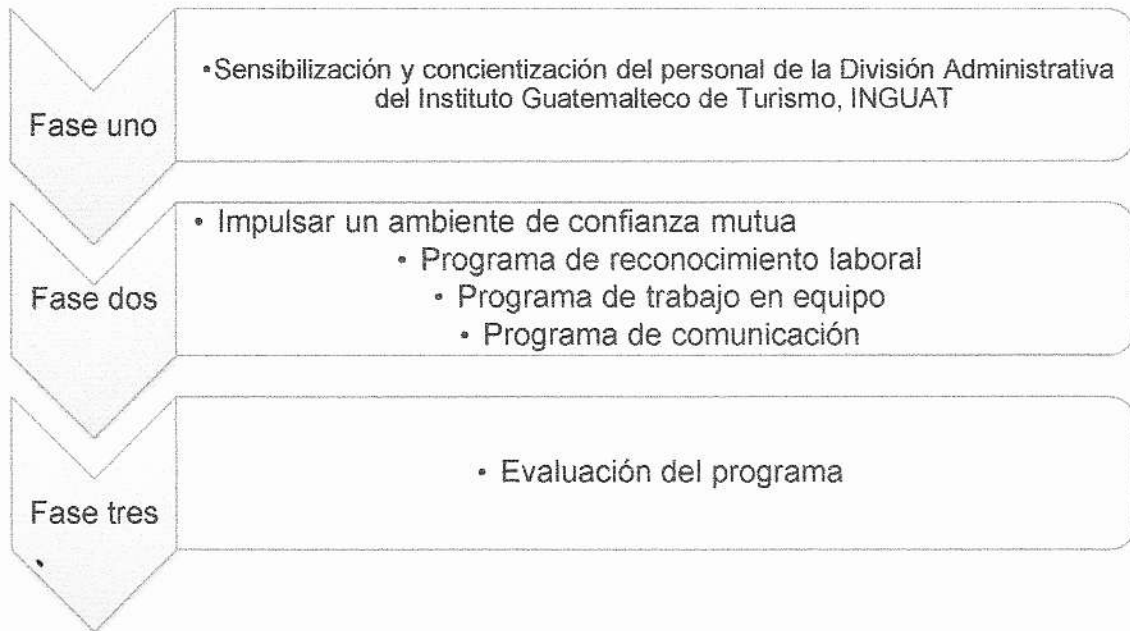 Fase uno
•Sensibilización y concientización del personal de la División Administrativa
del Instituto Guatemalteco de Turismo, INGUAT
Fase dos
• Impulsar un ambiente de confianza mutua
• Programa de reconocimiento laboral
• Programa de trabajo en equipo
• Programa de comunicación
Fase tres
• Evaluación del programa